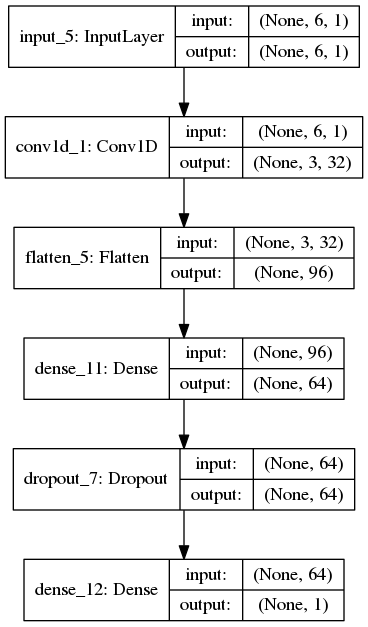 input_5: InputLayer
input: (None, 6, 1)
output: (None, 6, 1)
conv1d_1: Conv1D
input: (None, 6, 1)
output: (None, 3, 32)
flatten_5: Flatten
input: (None, 3, 32)
output: (None, 96)
dense_11: Dense
input: (None, 96)
output: (None, 64)
dropout_7: Dropout
input: (None, 64)
output: (None, 64)
dense_12: Dense
input: (None, 64)
output: (None, 1)